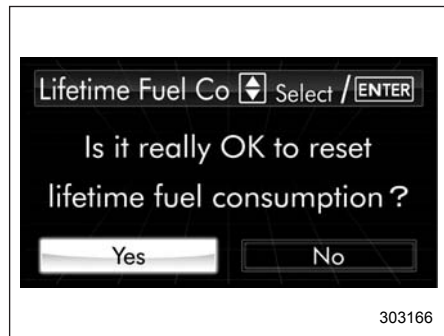 Lifetime Fuel Co Select / ENTER
Is it really OK to reset
lifetime fuel consumption ?
Yes No
303166